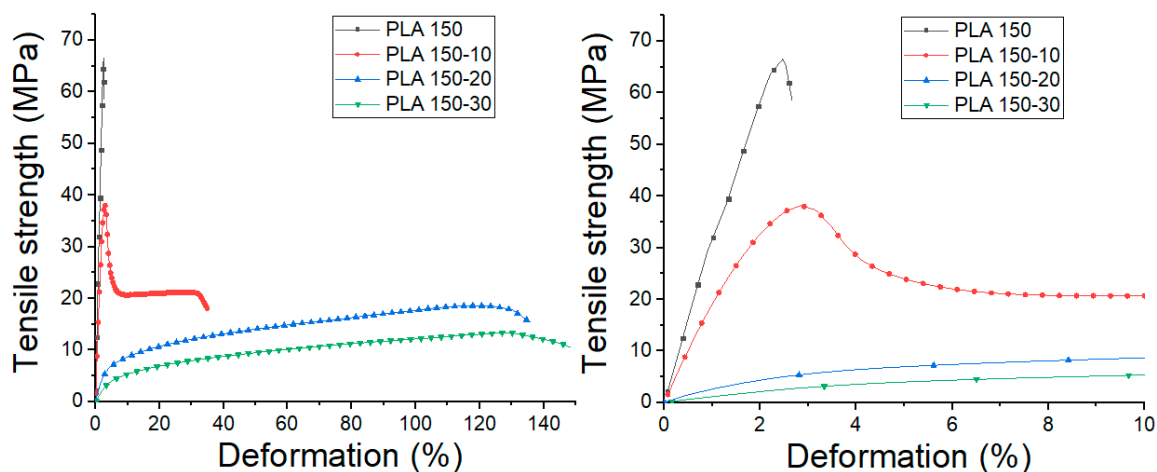 PLA 150
PLA 150-10
PLA 150-20
PLA 150-30
Tensile strength (MPa)
70
60
50
40
30
20
10
0
0 20 40 60 80 100 120 140
Deformation (%)
PLA 150
PLA 150-10
PLA 150-20
PLA 150-30
Tensile strength (MPa)
70
60
50
40
30
20
10
0
0 2 4 6 8 10
Deformation (%)